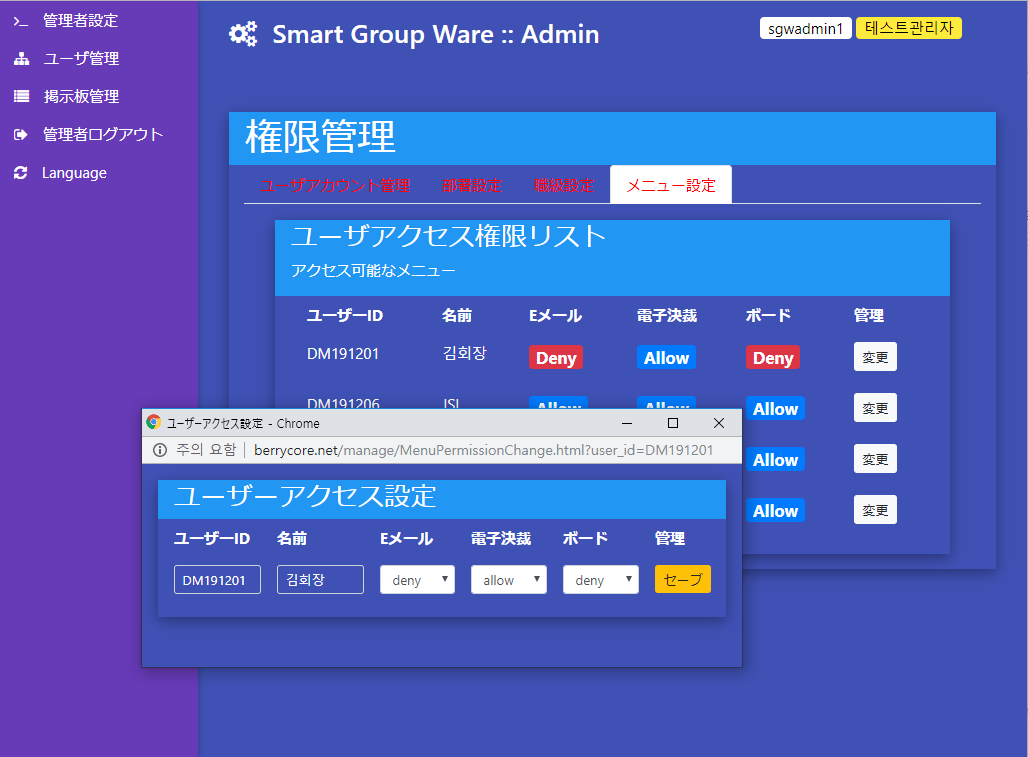 管理者設定
ユーザ管理
掲示板管理
管理者ログアウト
Language
Smart Group Ware :: Admin
sgwadmin1 テスト관리자
権限管理
ユーザアカウント管理 部署設定 職級設定 メニュー設定
ユーザアクセス権限リスト
アクセス可能なメニュー
ユーザーID 名前 Eメール 電子決裁 ボード 管理
DM191201 김회장 Deny Allow Deny 変更
DM191206 JSL Allow Allow Allow 変更
Allow 変更
Allow 変更
ユーザーアクセス設定 - Chrome
주의 요함 berrycore.net/manage/MenuPermissionChange.html?user_id=DM191201
ユーザーアクセス設定
ユーザーID 名前 Eメール 電子決裁 ボード 管理
DM191201 김회장 deny allow deny セーブ